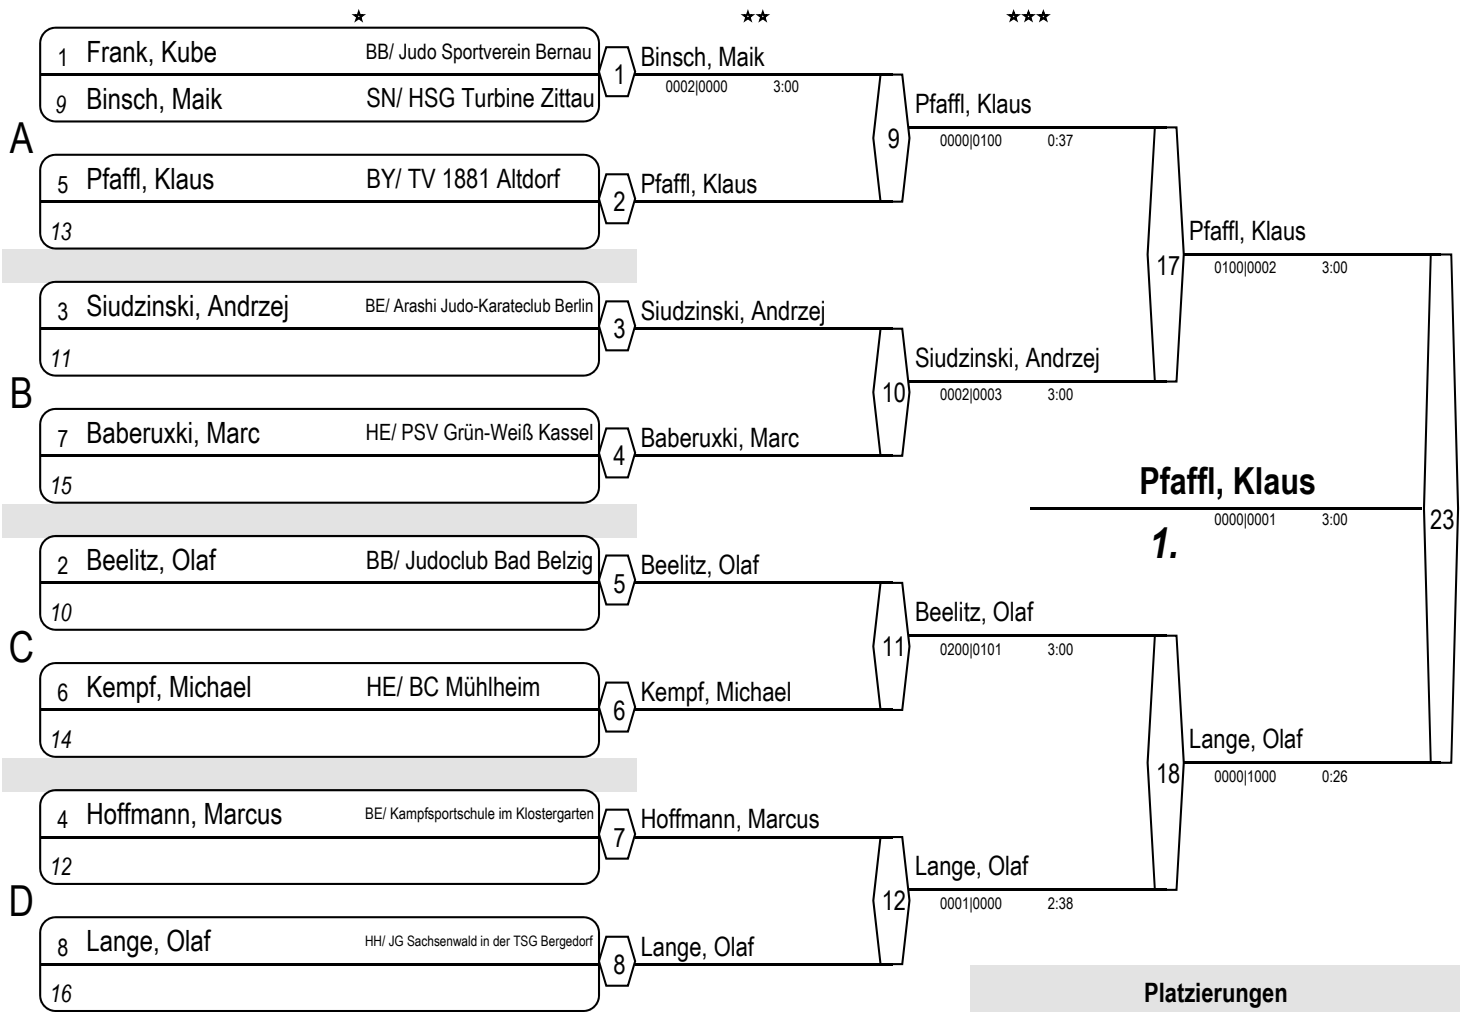 1 Frank, Kube BB/ Judo Sportverein Bernau
9 Binsch, Maik SN/ HSG Turbine Zittau
1
Binsch, Maik
0002|0000 3:00
A
5 Pfaffl, Klaus BY/ TV 1881 Altdorf
13
2
Pfaffl, Klaus
9
Pfaffl, Klaus
0000|0100 0:37
3 Siudzinski, Andrzej BE/ Arashi Judo-Karateclub Berlin
11
3
Siudzinski, Andrzej
B
7 Baberuxki, Marc HE/ PSV Grün-Weiß Kassel
15
4
Baberuxki, Marc
10
Siudzinski, Andrzej
0002|0003 3:00
17
Pfaffl, Klaus
0100|0002 3:00
2 Beelitz, Olaf BB/ Judoclub Bad Belzig
10
5
Beelitz, Olaf
C
6 Kempf, Michael HE/ BC Mühlheim
14
6
Kempf, Michael
11
Beelitz, Olaf
0200|0101 3:00
4 Hoffmann, Marcus BE/ Kampfsportschule im Klostergarten
12
7
Hoffmann, Marcus
D
8 Lange, Olaf HH/ JG Sachsenwald in der TSG Bergedorf
16
8
Lange, Olaf
12
Lange, Olaf
0001|0000 2:38
18
Lange, Olaf
0000|1000 0:26
23
Pfaffl, Klaus
0000|0001 3:00
1.
Platzierungen